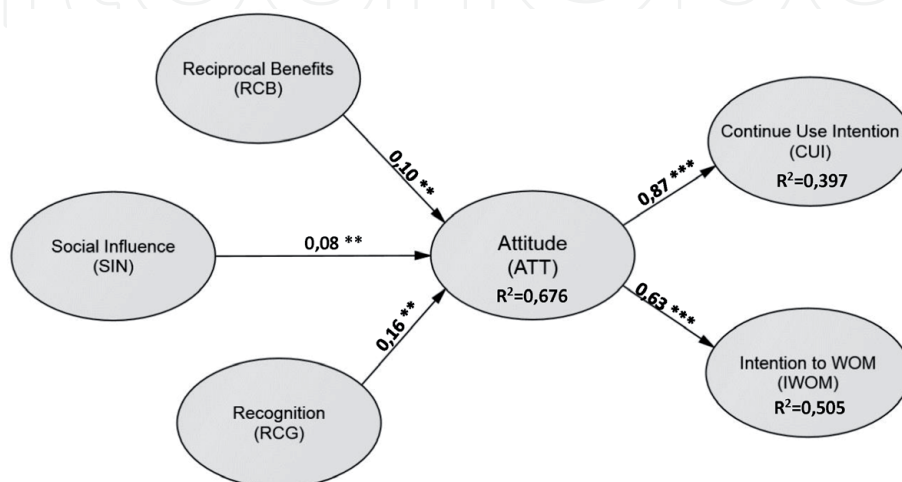 Reciprocal Benefits
(RCB)
0,10 **
Social Influence
(SIN)
0,08 **
Recognition
(RCG)
0,16 **
Attitude
(ATT)
R²=0,676
0,87 ***
Continue Use Intention
(CUI)
R²=0,397
0,63 ***
Intention to WOM
(IWOM)
R²=0,505